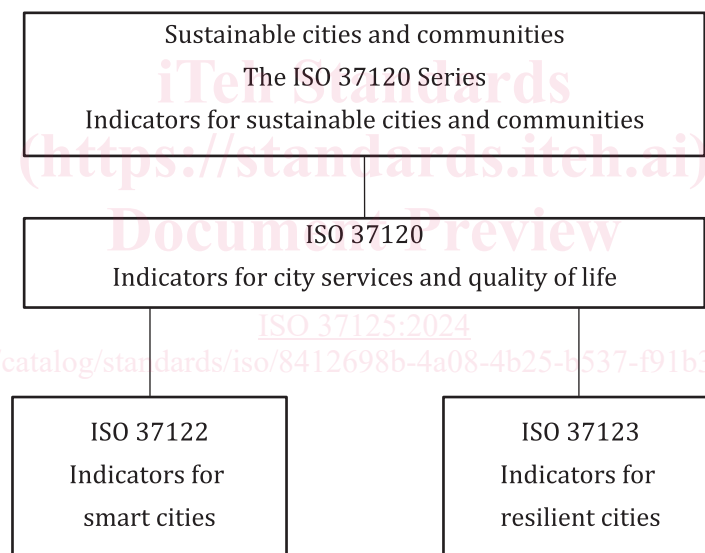 Sustainable cities and communities
The ISO 37120 Series
iTeh Standards
Indicators for sustainable cities and communities
(https://standards.iteh.ai)
Document Preview
ISO 37120
Indicators for city services and quality of life
ISO 37125:2024
/catalog/standards/iso/8412698b-4a08-4b25-b537-f91b3
ISO 37122
Indicators for
smart cities
ISO 37123
Indicators for
resilient cities